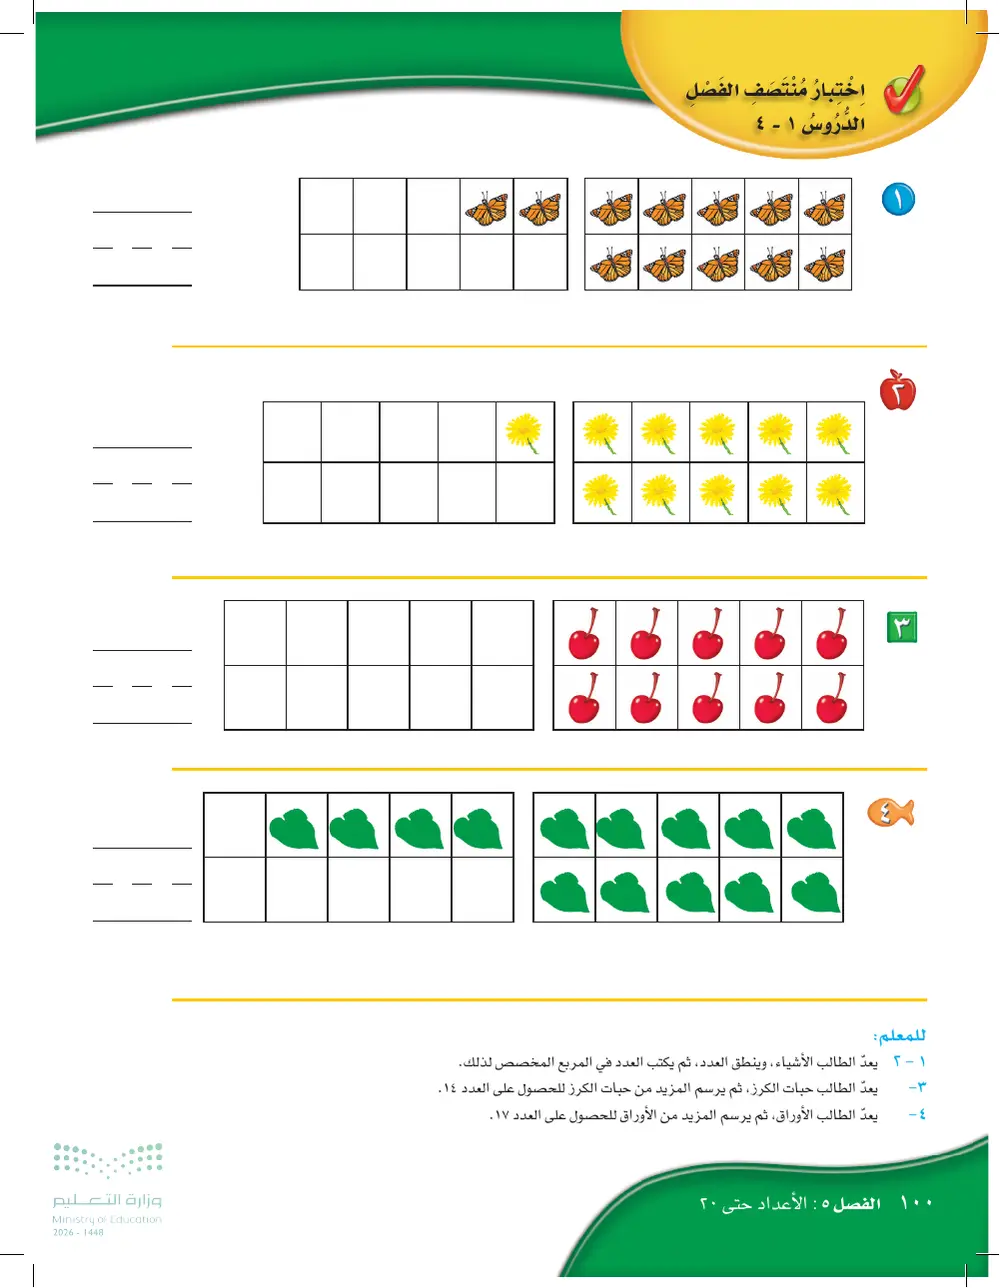 اِخْتِبارُ مُنْتَصَفِ الفَصْلِ
الدُّرُوسُ ١ - ٤
١
٢
٣
٤
للمعلم:
١ - ٢ يعدّ الطالب الأشياء، وينطق العدد، ثم يكتب العدد في المربع المخصص لذلك.
٣- يعدّ الطالب حبات الكرز، ثم يرسم المزيد من حبات الكرز للحصول على العدد ١٤.
٤- يعدّ الطالب الأوراق، ثم يرسم المزيد من الأوراق للحصول على العدد ١٧.
١٠٠ الفصل ٥ : الأعداد حتى ٢٠
وزارة التعـــليم
Ministry of Education
2026 - 1448